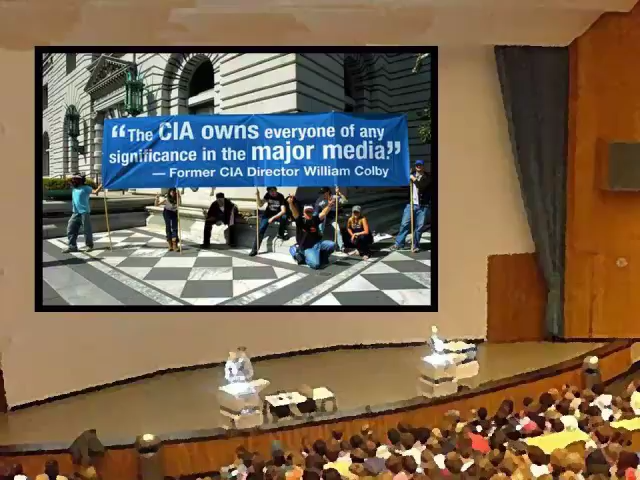 “The CIA owns everyone of any
significance in the major media.”
— Former CIA Director William Colby